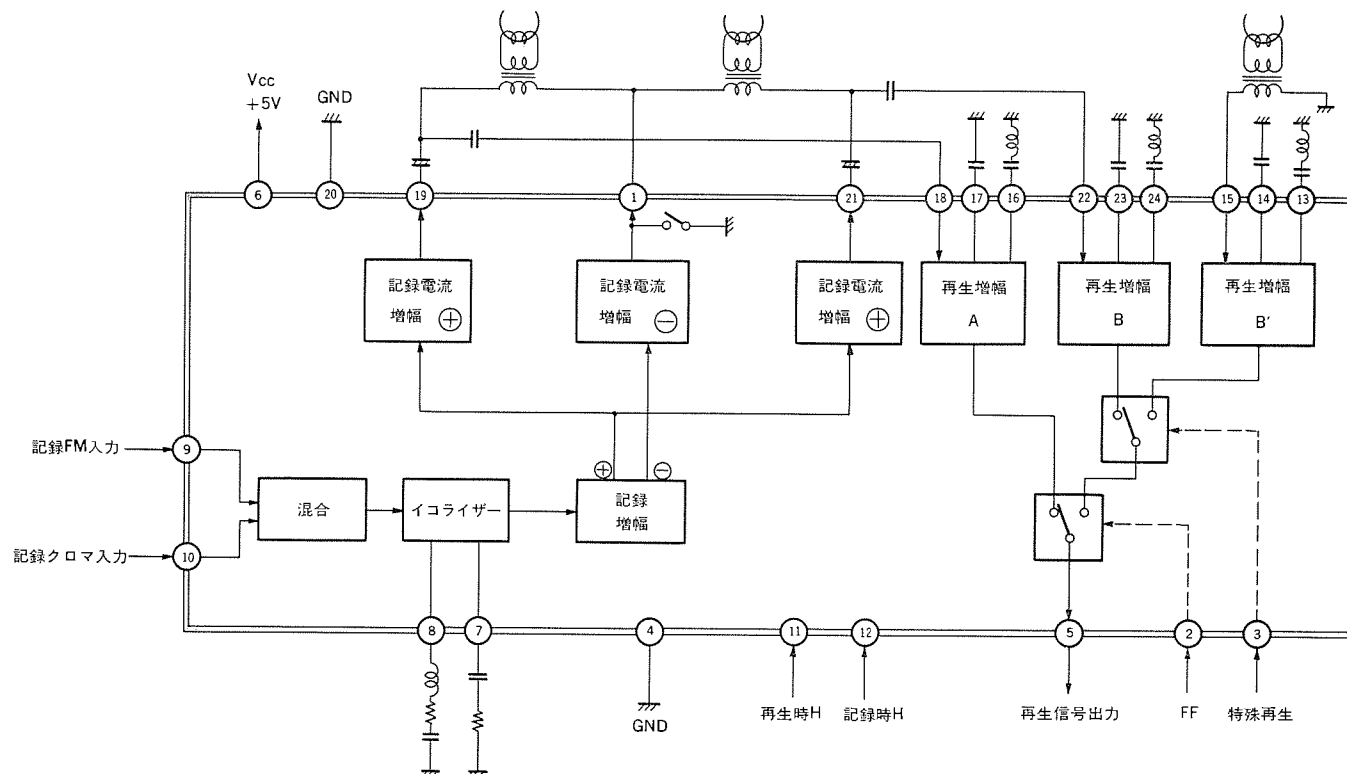 Vcc
+5V
GND
6
20
19
1
21
18
17
16
22
23
24
15
14
13
記録電流
増幅 ⊕
記録電流
増幅 ⊖
記録電流
増幅 ⊕
再生増幅
A
再生増幅
B
再生増幅
B′
記録FM入力
9
記録クロマ入力
10
混合
イコライザー
⊕
⊖
記録
増幅
8
7
4
11
12
5
2
3
GND
再生時H
記録時H
再生信号出力
FF
特殊再生